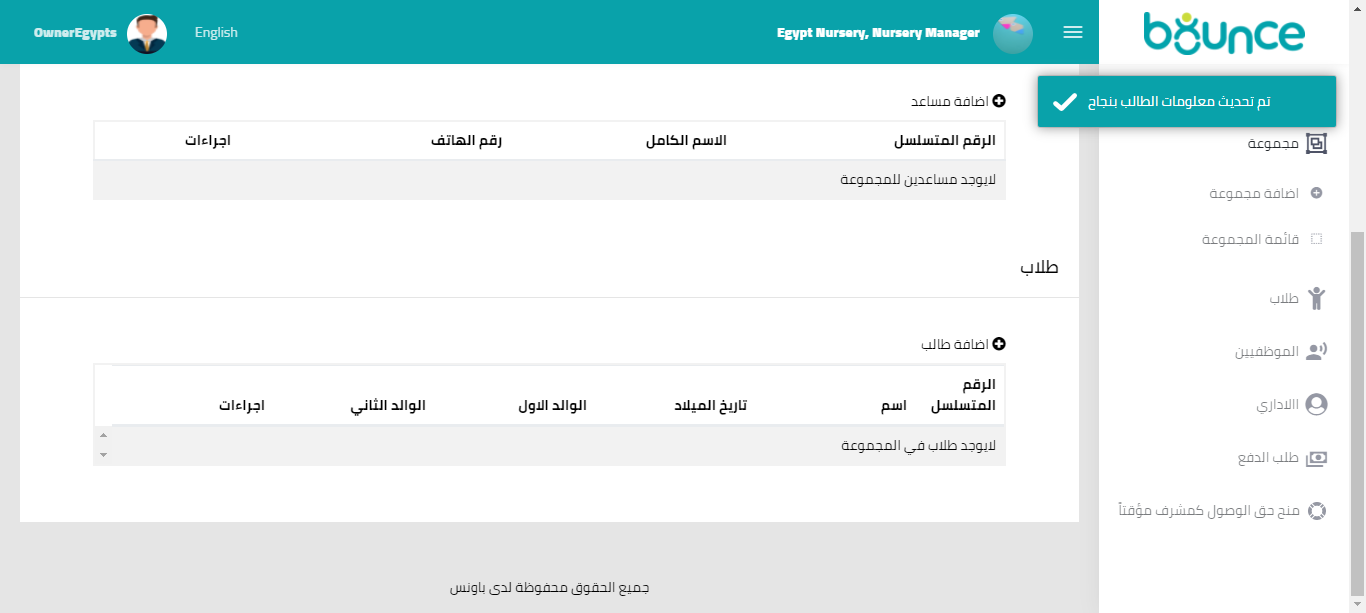 bounce
Egypt Nursery, Nursery Manager
English
OwnerEgypts
تم تحديث معلومات الطالب بنجاح
مجموعة
اضافة مجموعة
قائمة المجموعة
طلاب
الموظفيين
االاداري
طلب الدفع
منح حق الوصول كمشرف مؤقتاً
اضافة مساعد
الرقم المتسلسل الاسم الكامل رقم الهاتف اجراءات
لايوجد مساعدين للمجموعة
طلاب
اضافة طالب
الرقم المتسلسل اسم تاريخ الميلاد الوالد الاول الوالد الثاني اجراءات
لايوجد طلاب في المجموعة
جميع الحقوق محفوظة لدى باونس